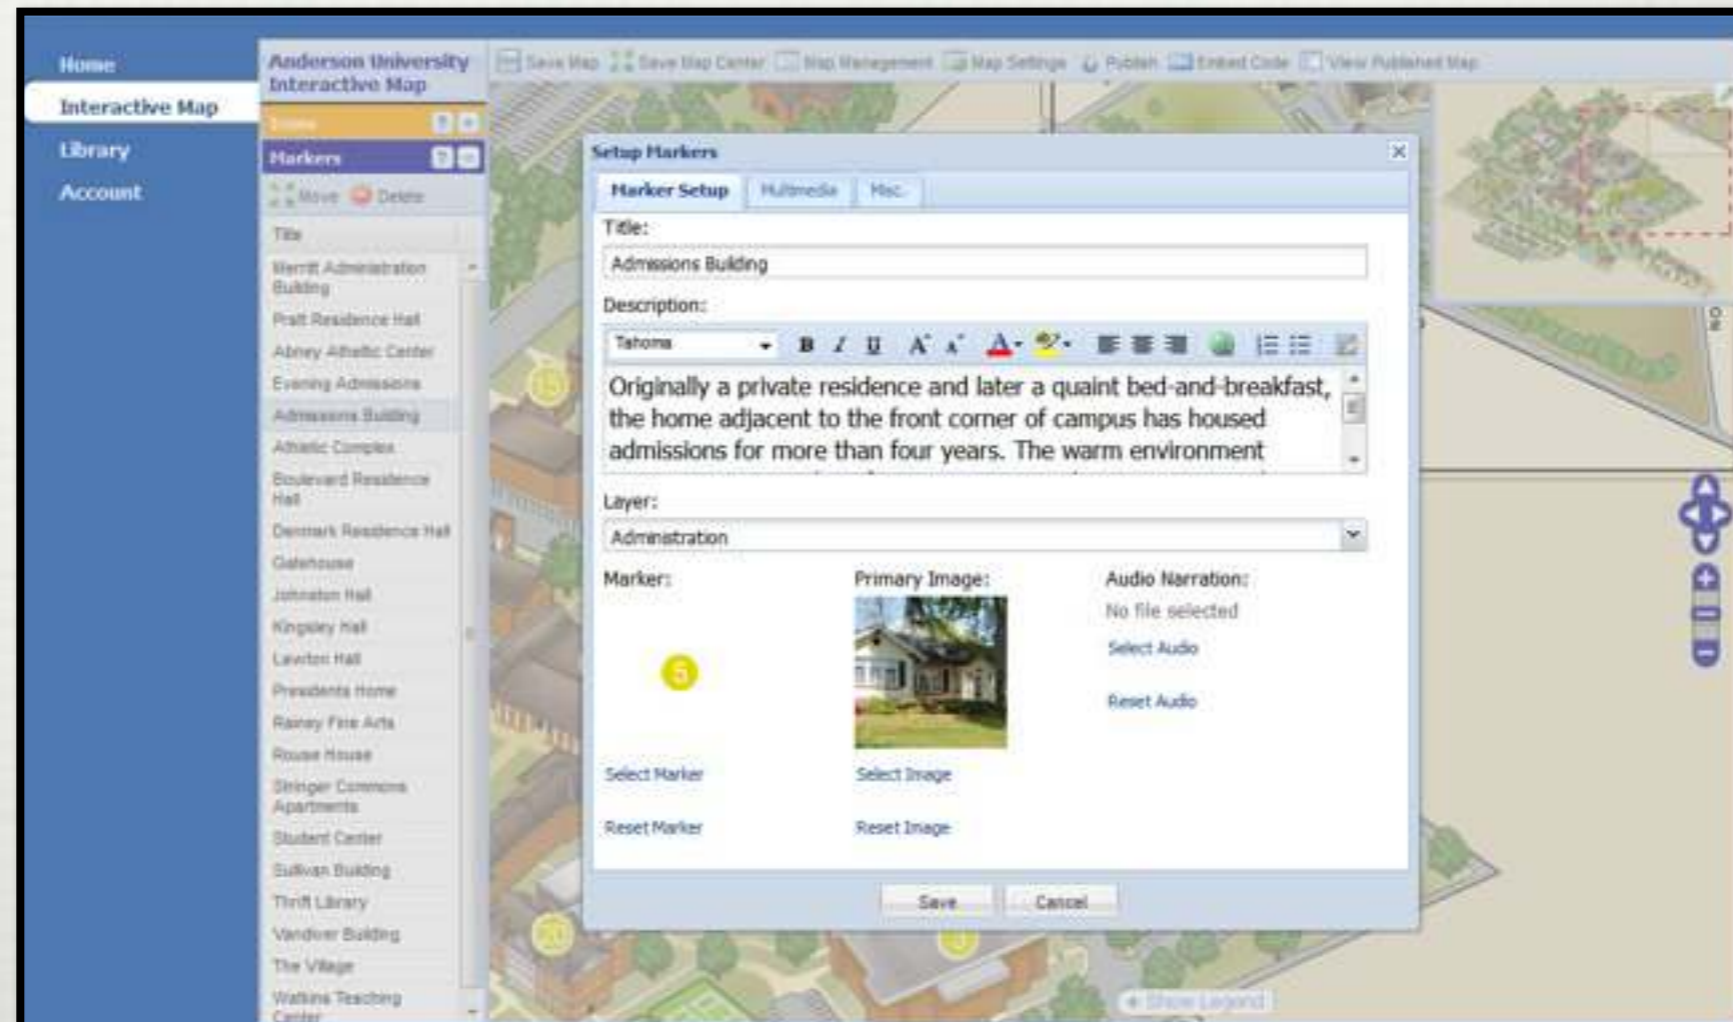 Home
Interactive Map
Library
Account
Anderson University
Interactive Map
Save Map Save Map Center Map Management Map Settings Publish Embed Code View Published Map
Icons
Markers
Move Delete
Title
Merritt Administration
Building
Pratt Residence Hall
Abney Athletic Center
Evening Admissions
Admissions Building
Athletic Complex
Boulevard Residence
Hall
Denmark Residence Hall
Gatehouse
Johnston Hall
Kingsley Hall
Lawton Hall
Presidents Home
Rainey Fine Arts
Rouse House
Stringer Commons
Apartments
Student Center
Sullivan Building
Thrift Library
Vandiver Building
The Village
Watkins Teaching
Center
Setup Markers
Marker Setup Multimedia Misc.
Title:
Admissions Building
Description:
Tahoma B I U A A A
Originally a private residence and later a quaint bed-and-breakfast,
the home adjacent to the front corner of campus has housed
admissions for more than four years. The warm environment
Layer:
Administration
Marker: Primary Image: Audio Narration:
No file selected
5
Select Audio
Reset Audio
Select Marker Select Image
Reset Marker Reset Image
Save Cancel
15
20
3
+ Show Legend